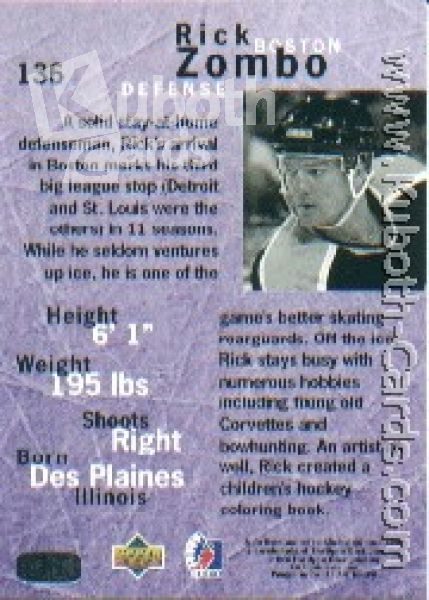 Rick
BOSTON
Zombo
136
DEFENSE
Kuboth
A solid stay-at-home
defenseman, Rick's arrival
in Boston marks his third
big league stop (Detroit
and St. Louis were the
others) in 11 seasons.
While he seldom ventures
up ice, he is one of the
game's better skating
rearguards. Off the ice
Rick stays busy with
numerous hobbies
including fixing old
Corvettes and
bowhunting. An artist
well, Rick created a
children's hockey
coloring book.
Height
6' 1"
Weight
195 lbs
Shoots
Right
Born
Des Plaines
Illinois
UPPER DECK
www.Kuboth-Cards.com